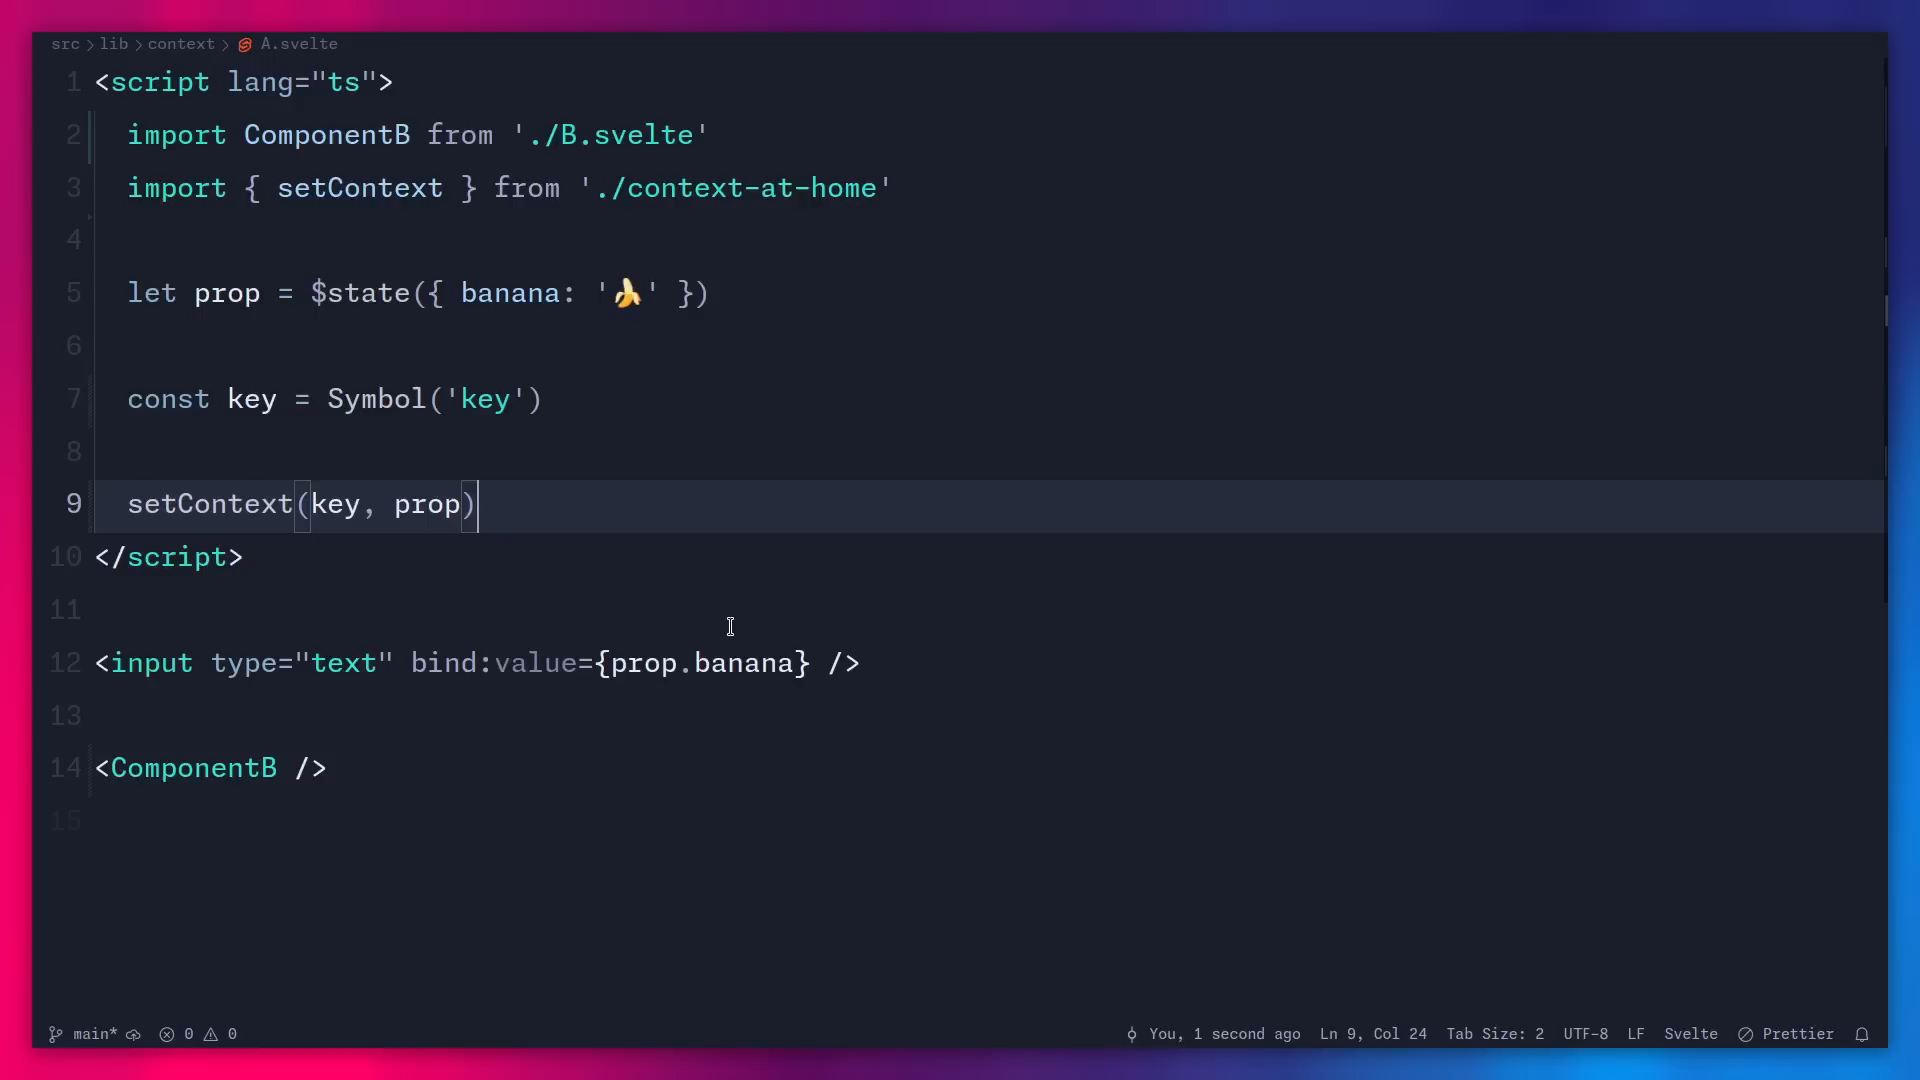 src > lib > context > A.svelte
1 <script lang="ts">
2 import ComponentB from './B.svelte'
3 import { setContext } from './context-at-home'
4
5 let prop = $state({ banana: '🍌' })
6
7 const key = Symbol('key')
8
9 setContext(key, prop)
10 </script>
11
12 <input type="text" bind:value={prop.banana} />
13
14 <ComponentB />
15
main* 0 0 You, 1 second ago Ln 9, Col 24 Tab Size: 2 UTF-8 LF Svelte Prettier